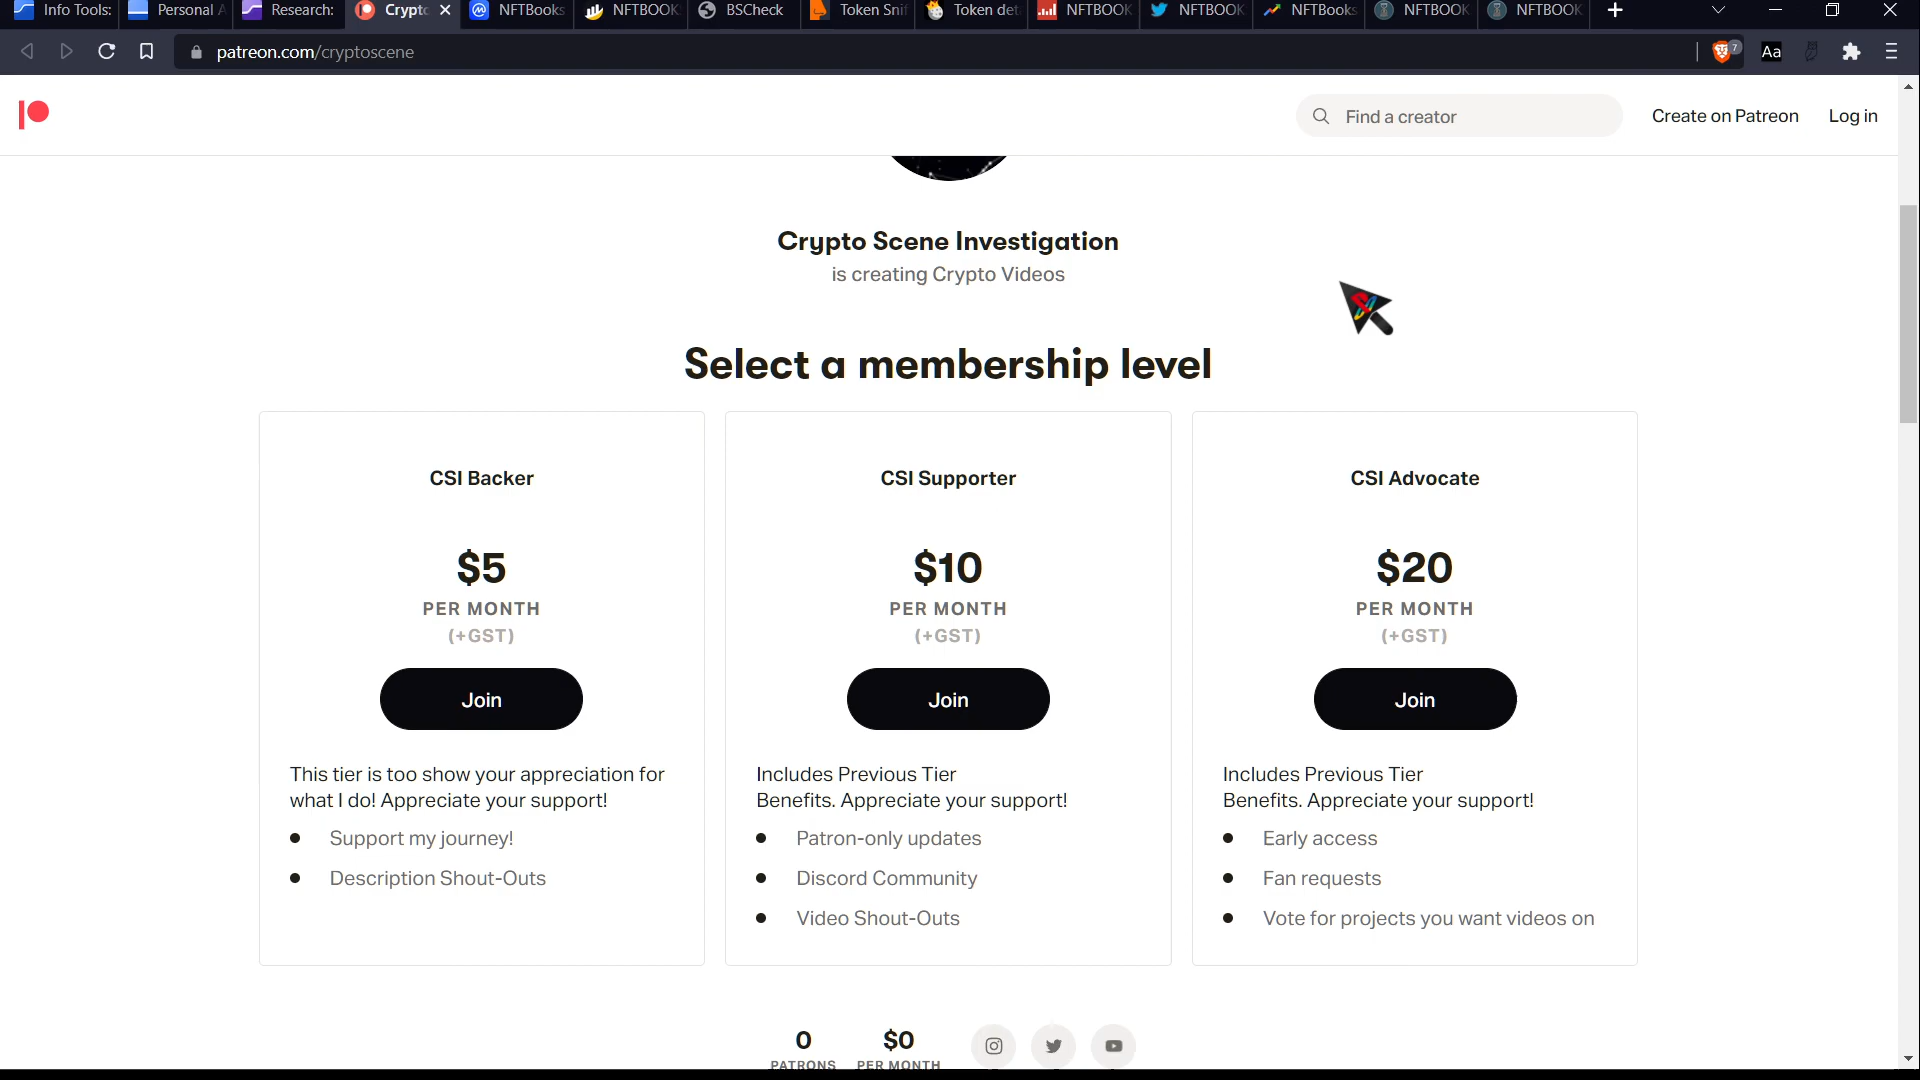 Info Tools:
Personal A
Research:
Crypto
NFTBooks
NFTBOOK
BSCheck
Token Snif
Token det
NFTBOOK
NFTBOOK
NFTBooks
NFTBOOK
NFTBOOK
patreon.com/cryptoscene
7
Aa
Find a creator
Create on Patreon
Log in
Crypto Scene Investigation
is creating Crypto Videos
Select a membership level
CSI Backer
$5
PER MONTH
(+GST)
Join
This tier is too show your appreciation for
what I do! Appreciate your support!
Support my journey!
Description Shout-Outs
CSI Supporter
$10
PER MONTH
(+GST)
Join
Includes Previous Tier
Benefits. Appreciate your support!
Patron-only updates
Discord Community
Video Shout-Outs
CSI Advocate
$20
PER MONTH
(+GST)
Join
Includes Previous Tier
Benefits. Appreciate your support!
Early access
Fan requests
Vote for projects you want videos on
0
PATRONS
$0
PER MONTH